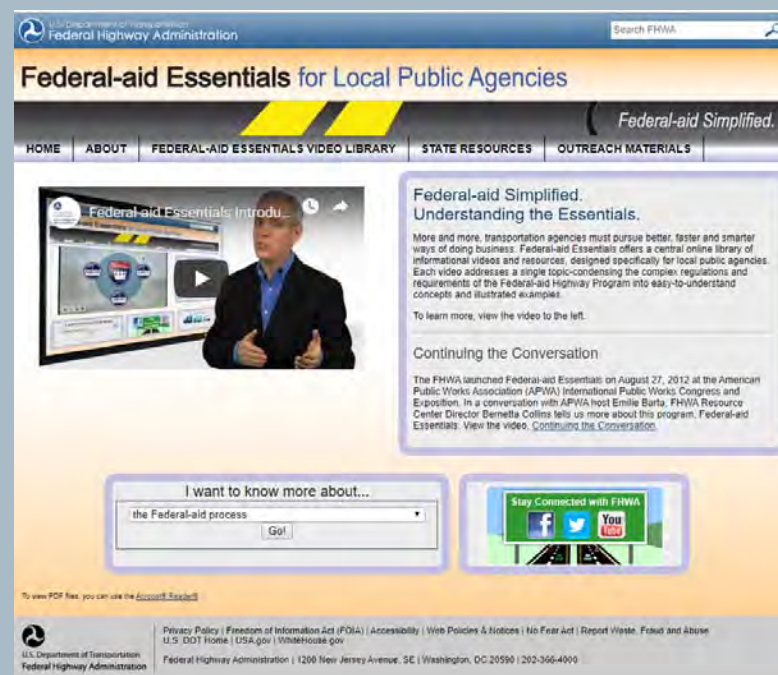 U.S. Department of Transportation
Federal Highway Administration
Search FHWA
Federal-aid Essentials for Local Public Agencies
Federal-aid Simplified.
HOME ABOUT FEDERAL-AID ESSENTIALS VIDEO LIBRARY STATE RESOURCES OUTREACH MATERIALS
Federal-aid Essentials Introdu...
Federal-aid Simplified.
Understanding the Essentials.
More and more, transportation agencies must pursue better, faster and smarter
ways of doing business. Federal-aid Essentials offers a central online library of
informational videos and resources, designed specifically for local public agencies.
Each video addresses a single topic-condensing the complex regulations and
requirements of the Federal-aid Highway Program into easy-to-understand
concepts and illustrated examples.
To learn more, view the video to the left.
Continuing the Conversation
The FHWA launched Federal-aid Essentials on August 27, 2012 at the American
Public Works Association (APWA) International Public Works Congress and
Exposition. In a conversation with APWA host Emilie Barta, FHWA Resource
Center Director Bernetta Collins tells us more about this program, Federal-aid
Essentials. View the video, Continuing the Conversation.
I want to know more about...
the Federal-aid process
Go!
Stay Connected with FHWA
You
Tube
To view PDF files, you can use the Acrobat® Reader®
Privacy Policy | Freedom of Information Act (FOIA) | Accessibility | Web Policies & Notices | No Fear Act | Report Waste, Fraud and Abuse
U.S. DOT Home | USA.gov | WhiteHouse.gov
U.S. Department of Transportation
Federal Highway Administration
Federal Highway Administration | 1200 New Jersey Avenue, SE | Washington, DC 20590 | 202-366-4000